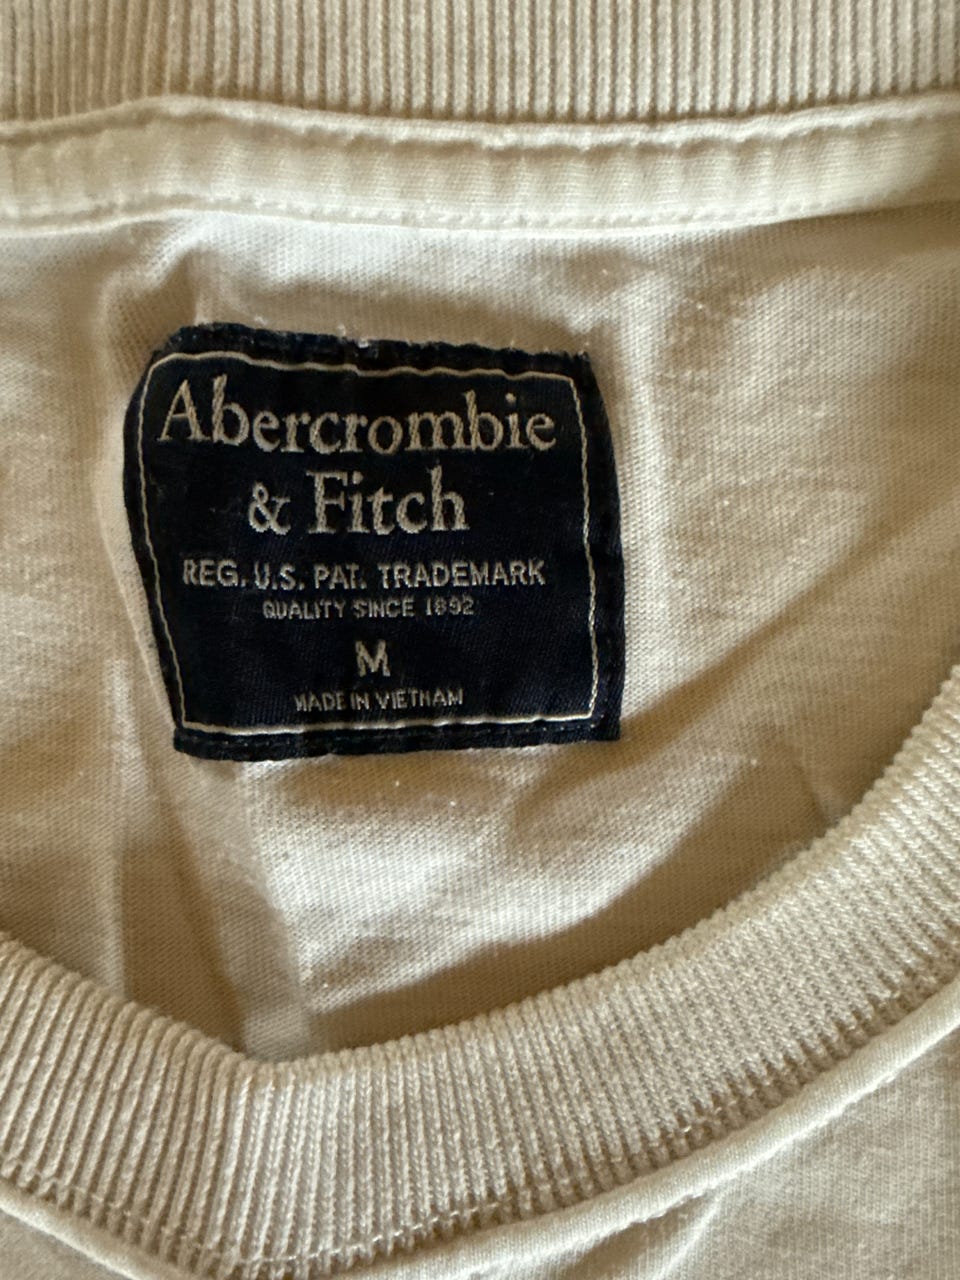 Abercrombie
& Fitch
REG. U.S. PAT. TRADEMARK
QUALITY SINCE 1892
M
MADE IN VIETNAM